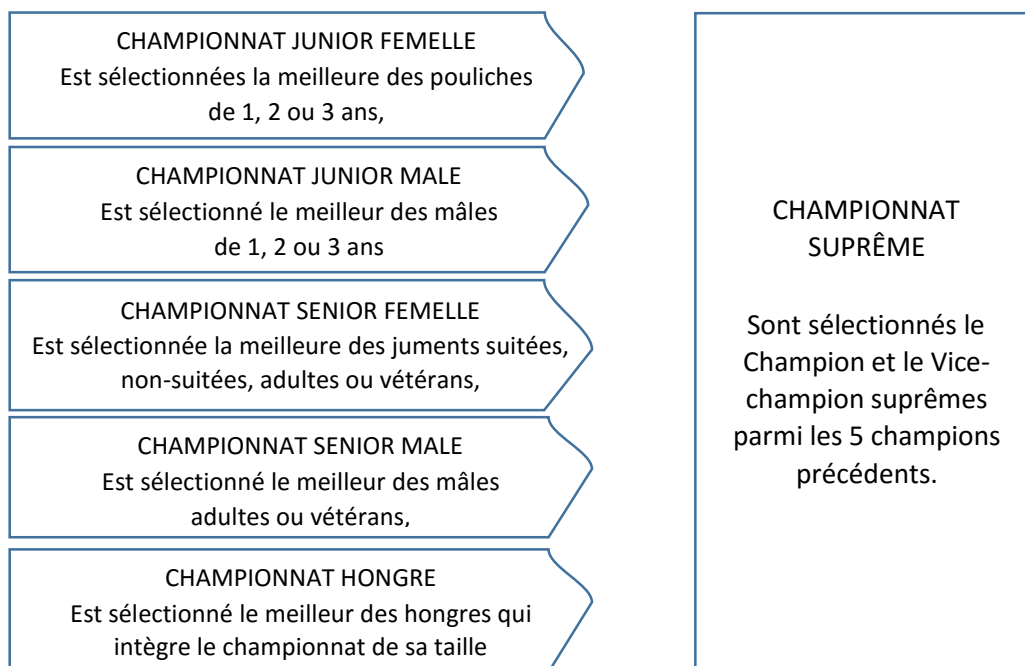 CHAMPIONNAT JUNIOR FEMELLE
Est sélectionnées la meilleure des pouliches
de 1, 2 ou 3 ans,
CHAMPIONNAT JUNIOR MALE
Est sélectionné le meilleur des mâles
de 1, 2 ou 3 ans
CHAMPIONNAT SENIOR FEMELLE
Est sélectionnée la meilleure des juments suitées,
non-suitées, adultes ou vétérans,
CHAMPIONNAT SENIOR MALE
Est sélectionné le meilleur des mâles
adultes ou vétérans,
CHAMPIONNAT HONGRE
Est sélectionné le meilleur des hongres qui
intègre le championnat de sa taille
CHAMPIONNAT
SUPRÊME
Sont sélectionnés le
Champion et le Vice-
champion suprêmes
parmi les 5 champions
précédents.